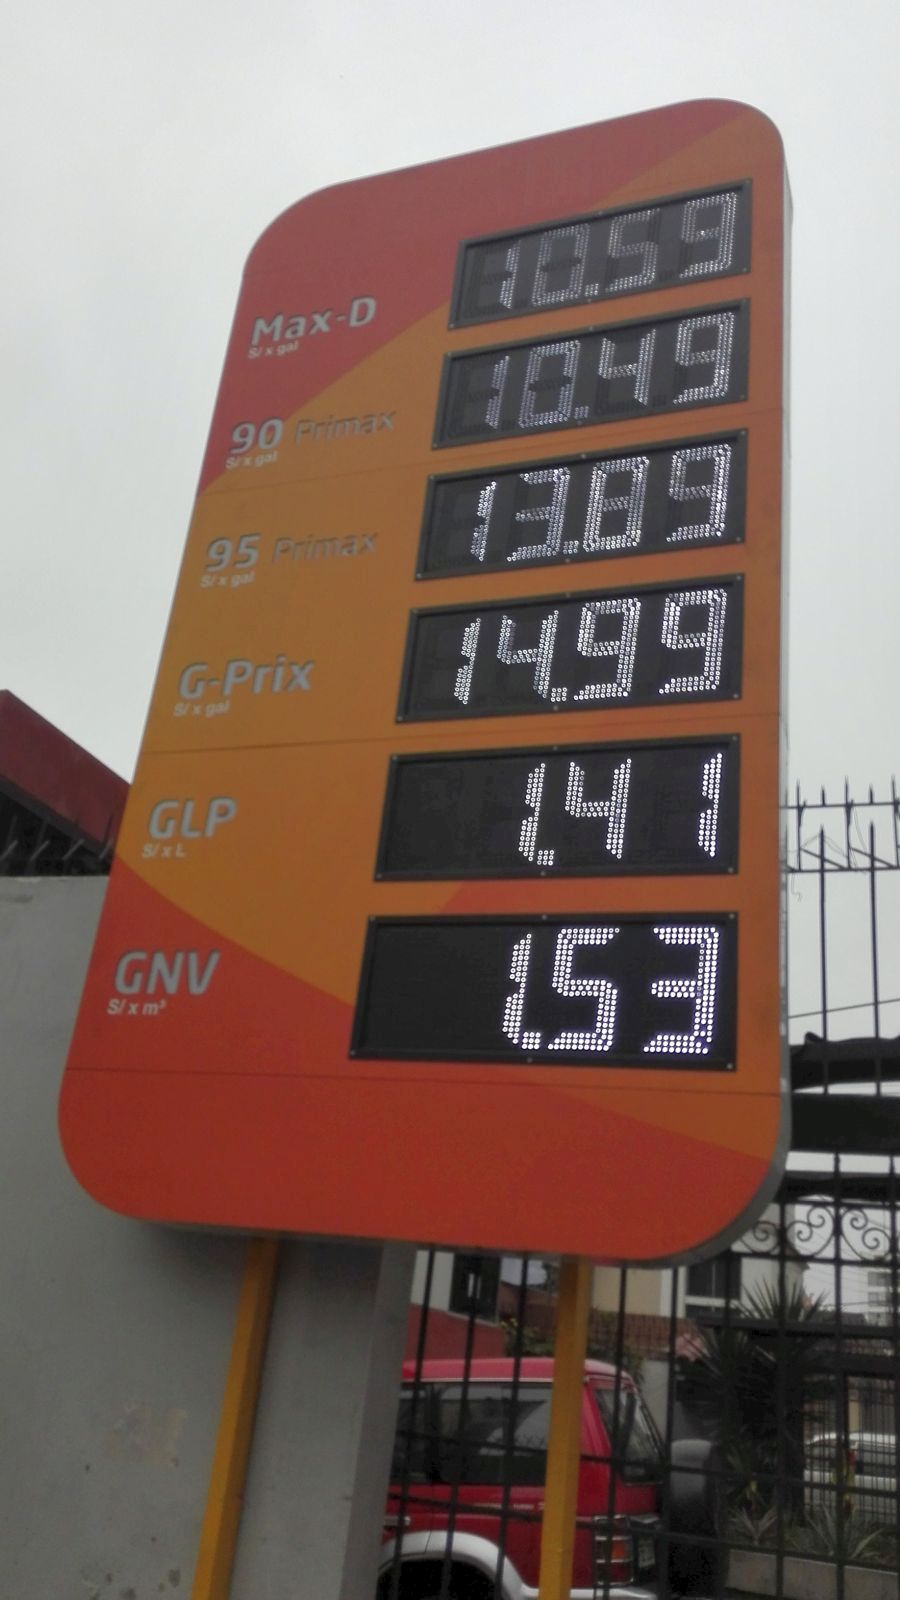 Max-D 10.59
S/ x gal
90 Primax 10.49
S/ x gal
95 Primax 13.89
S/ x gal
G-Prix 14.99
S/ x gal
GLP 1.41
S/ x L
GNV 1.53
S/ x m³